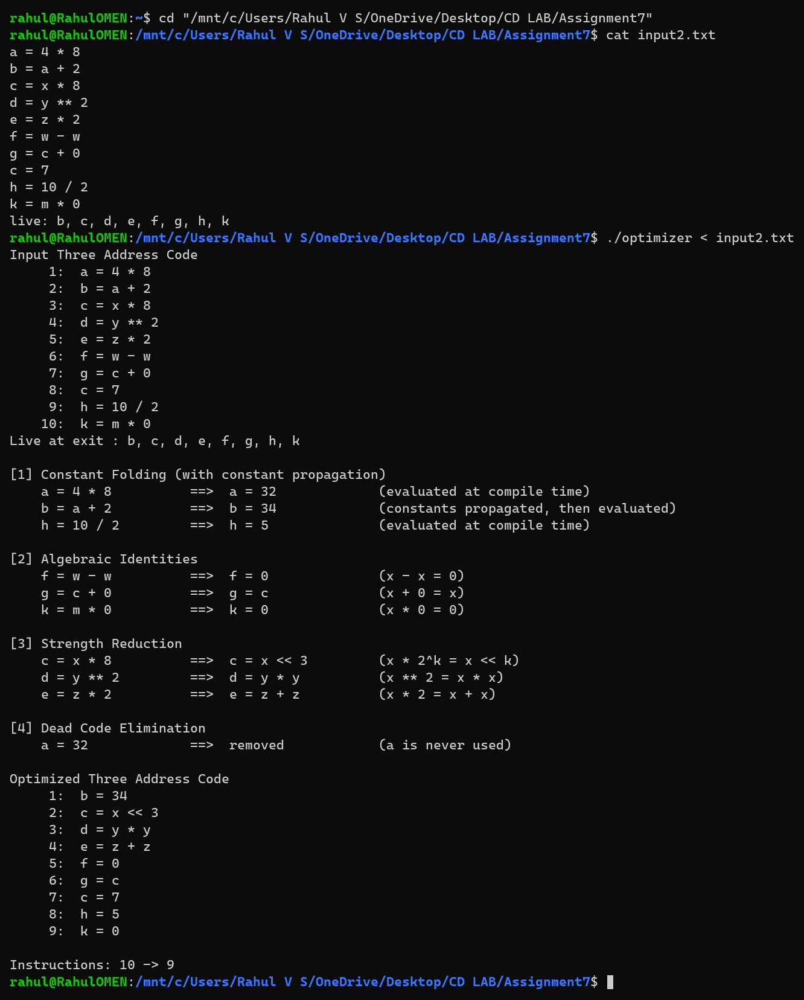 rahul@RahulOMEN:~$ cd "/mnt/c/Users/Rahul V S/OneDrive/Desktop/CD LAB/Assignment7"
rahul@RahulOMEN:/mnt/c/Users/Rahul V S/OneDrive/Desktop/CD LAB/Assignment7$ cat input2.txt
a = 4 * 8
b = a + 2
c = x * 8
d = y ** 2
e = z * 2
f = w - w
g = c + 0
c = 7
h = 10 / 2
k = m * 0
live: b, c, d, e, f, g, h, k
rahul@RahulOMEN:/mnt/c/Users/Rahul V S/OneDrive/Desktop/CD LAB/Assignment7$ ./optimizer < input2.txt
Input Three Address Code
     1:  a = 4 * 8
     2:  b = a + 2
     3:  c = x * 8
     4:  d = y ** 2
     5:  e = z * 2
     6:  f = w - w
     7:  g = c + 0
     8:  c = 7
     9:  h = 10 / 2
    10:  k = m * 0
Live at exit : b, c, d, e, f, g, h, k

[1] Constant Folding (with constant propagation)
    a = 4 * 8          ==>  a = 32             (evaluated at compile time)
    b = a + 2          ==>  b = 34             (constants propagated, then evaluated)
    h = 10 / 2         ==>  h = 5              (evaluated at compile time)

[2] Algebraic Identities
    f = w - w          ==>  f = 0              (x - x = 0)
    g = c + 0          ==>  g = c              (x + 0 = x)
    k = m * 0          ==>  k = 0              (x * 0 = 0)

[3] Strength Reduction
    c = x * 8          ==>  c = x << 3         (x * 2^k = x << k)
    d = y ** 2         ==>  d = y * y          (x ** 2 = x * x)
    e = z * 2          ==>  e = z + z          (x * 2 = x + x)

[4] Dead Code Elimination
    a = 32             ==>  removed            (a is never used)

Optimized Three Address Code
     1:  b = 34
     2:  c = x << 3
     3:  d = y * y
     4:  e = z + z
     5:  f = 0
     6:  g = c
     7:  c = 7
     8:  h = 5
     9:  k = 0

Instructions: 10 -> 9
rahul@RahulOMEN:/mnt/c/Users/Rahul V S/OneDrive/Desktop/CD LAB/Assignment7$